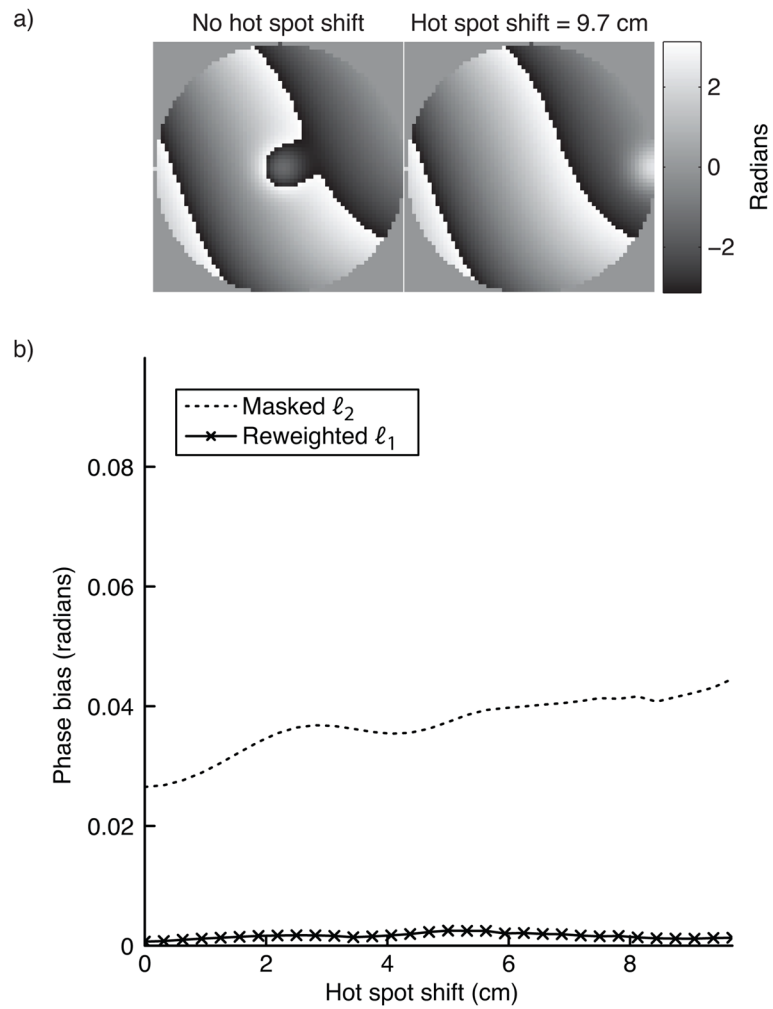 a)
No hot spot shift
Hot spot shift = 9.7 cm
2
0
−2
Radians
b)
Masked ℓ2
Reweighted ℓ1
0.08
0.06
0.04
0.02
0
Phase bias (radians)
0 2 4 6 8
Hot spot shift (cm)